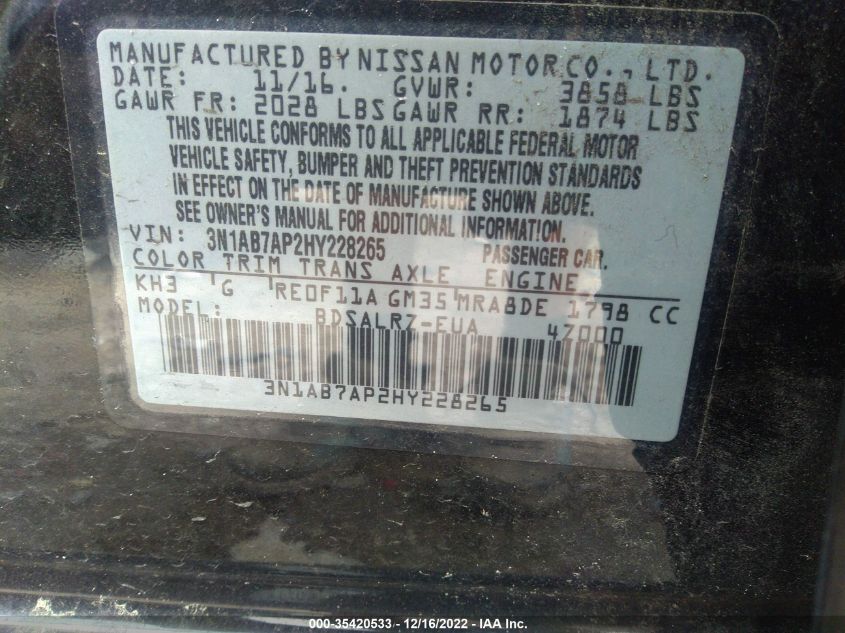 MANUFACTURED BY NISSAN MOTOR CO., LTD.
DATE: 11/16. GVWR: 3858 LBS
GAWR FR: 2028 LBS GAWR RR: 1874 LBS
THIS VEHICLE CONFORMS TO ALL APPLICABLE FEDERAL MOTOR
VEHICLE SAFETY, BUMPER AND THEFT PREVENTION STANDARDS
IN EFFECT ON THE DATE OF MANUFACTURE SHOWN ABOVE.
SEE OWNER'S MANUAL FOR ADDITIONAL INFORMATION.
VIN: 3N1AB7AP2HY228265 PASSENGER CAR.
COLOR TRIM TRANS AXLE ENGINE
KH3 G RE0F11A GM35 MRA8DE 1798 CC
MODEL: BDSALRZ-EUA 4Z000
3N1AB7AP2HY228265
000-35420533 - 12/16/2022 - IAA Inc.